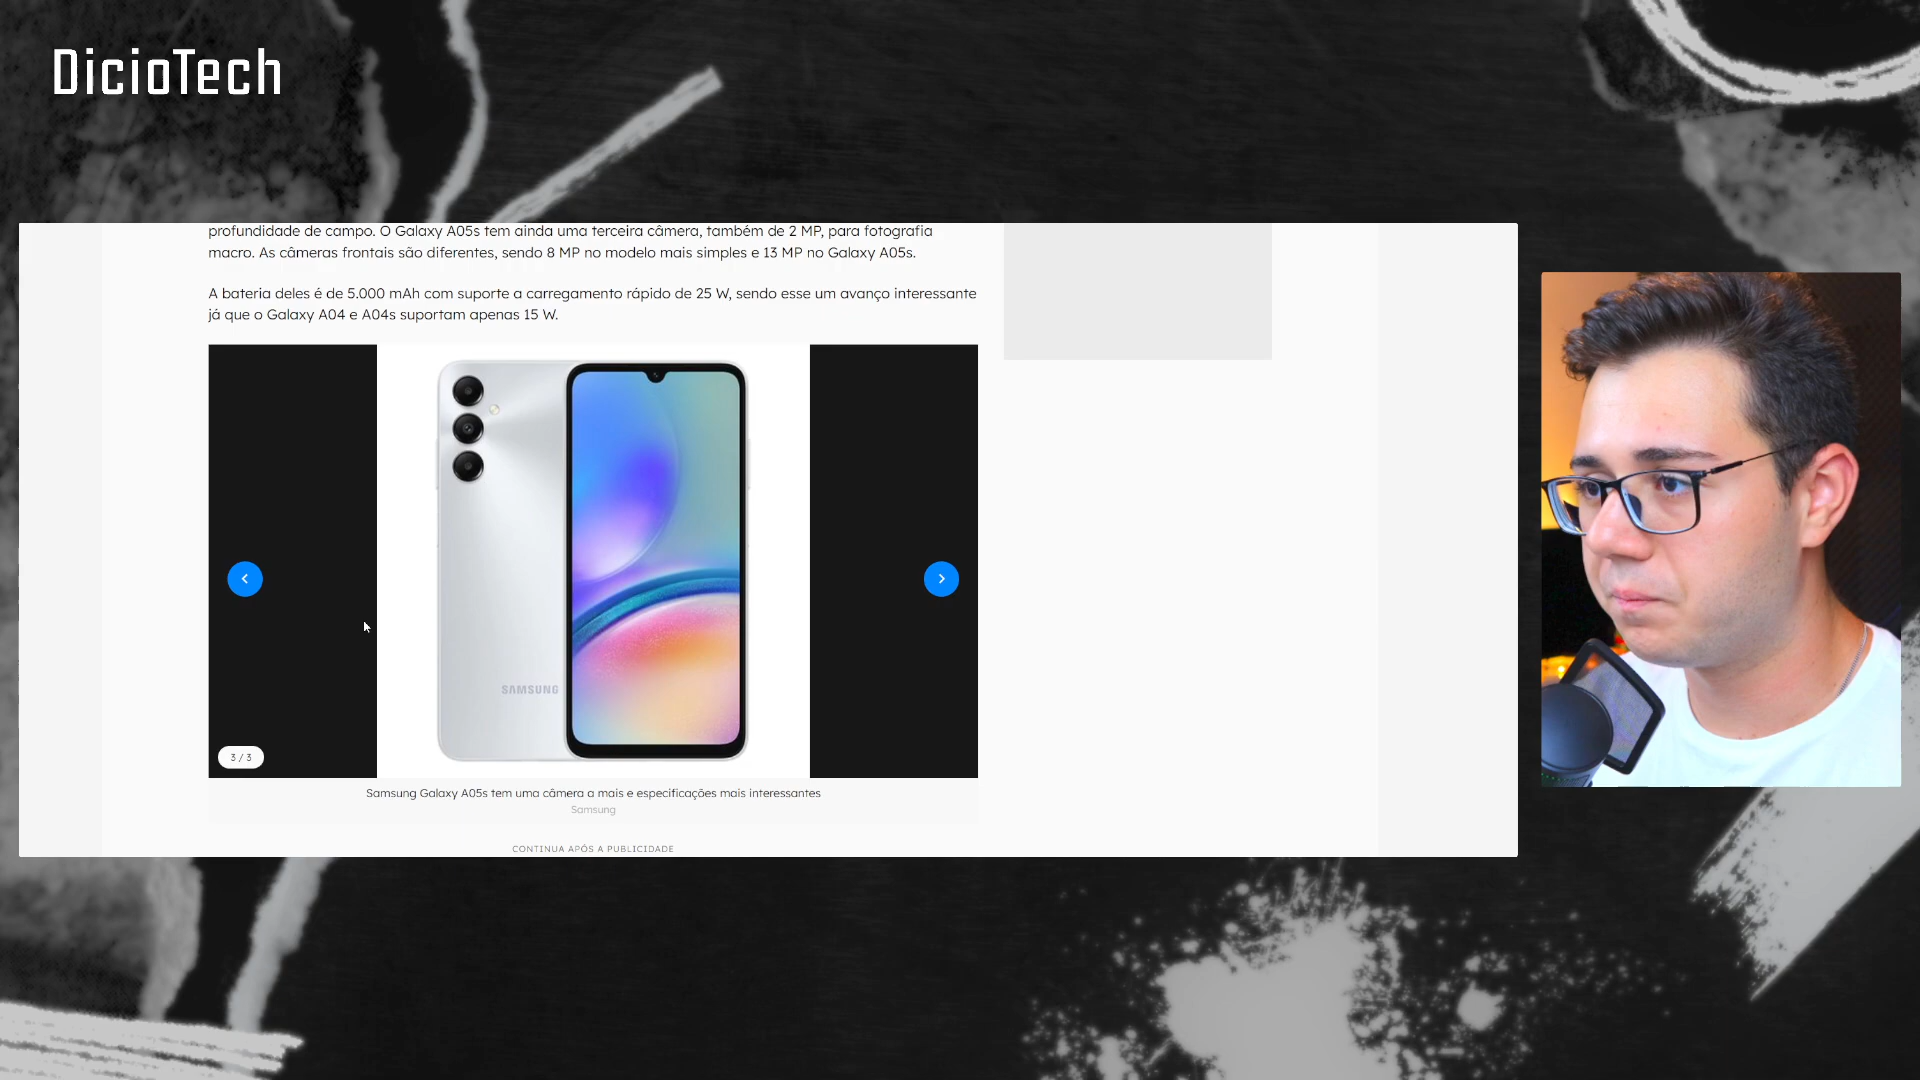 DicioTech
profundidade de campo. O Galaxy A05s tem ainda uma terceira câmera, também de 2 MP, para fotografia
macro. As câmeras frontais são diferentes, sendo 8 MP no modelo mais simples e 13 MP no Galaxy A05s.
A bateria deles é de 5.000 mAh com suporte a carregamento rápido de 25 W, sendo esse um avanço interessante
já que o Galaxy A04 e A04s suportam apenas 15 W.
SAMSUNG
3 / 3
Samsung Galaxy A05s tem uma câmera a mais e especificações mais interessantes
Samsung
CONTINUA APÓS A PUBLICIDADE